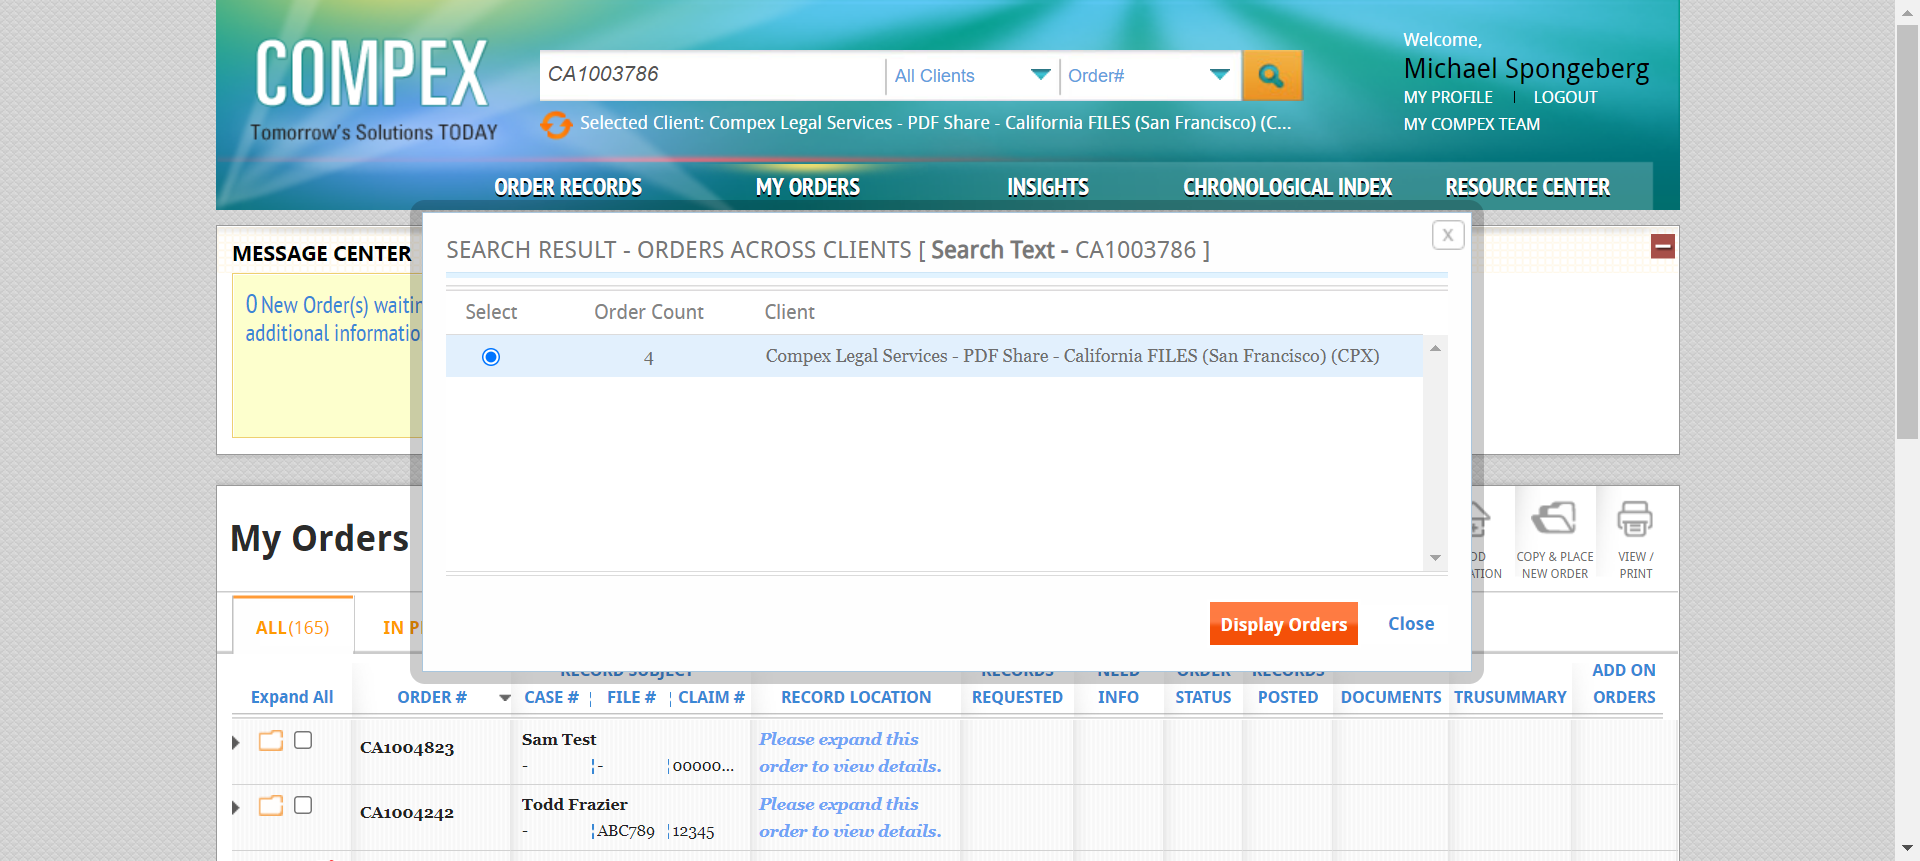 COMPEX
Tomorrow's Solutions TODAY
CA1003786
All Clients
Order#
Selected Client: Compex Legal Services - PDF Share - California FILES (San Francisco) (C...
Welcome,
Michael Spongeberg
MY PROFILE | LOGOUT
MY COMPEX TEAM
ORDER RECORDS
MY ORDERS
INSIGHTS
CHRONOLOGICAL INDEX
RESOURCE CENTER
MESSAGE CENTER
0 New Order(s)
additional
SEARCH RESULT - ORDERS ACROSS CLIENTS [ Search Text - CA1003786 ]
X
Select Order Count Client
4 Compex Legal Services - PDF Share - California FILES (San Francisco) (CPX)
Display Orders
Close
My Orders
COPY & PLACE
NEW ORDER
VIEW /
PRINT
ALL(165)
IN
Expand All
ORDER #
RECORD SUBJECT
CASE # ¦ FILE # ¦ CLAIM #
RECORD LOCATION
RECORDS
REQUESTED
NEED
INFO
ORDER
STATUS
RECORDS
POSTED
DOCUMENTS
TRUSUMMARY
ADD ON
ORDERS
CA1004823
Sam Test
- ¦ - ¦ 00000...
Please expand this
order to view details.
CA1004242
Todd Frazier
- ¦ ABC789 ¦ 12345
Please expand this
order to view details.